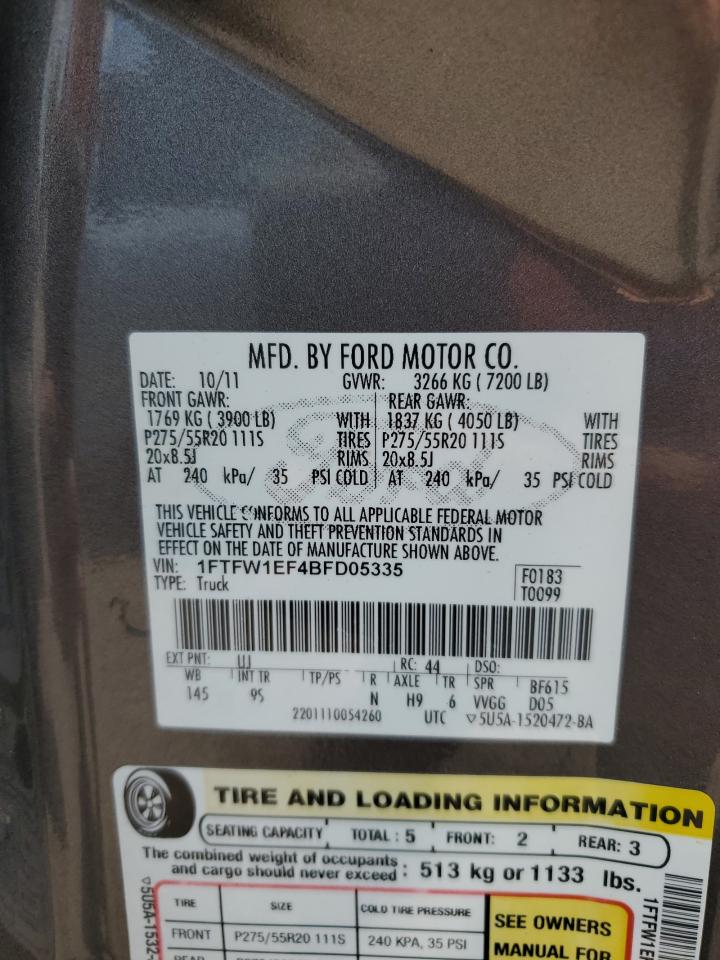 MFD. BY FORD MOTOR CO.
DATE: 10/11 GVWR: 3266 KG ( 7200 LB)
FRONT GAWR: REAR GAWR:
1769 KG ( 3900 LB) WITH 1837 KG ( 4050 LB) WITH
P275/55R20 111S TIRES P275/55R20 111S TIRES
20x8.5J RIMS 20x8.5J RIMS
AT 240 kPa/ 35 PSI COLD AT 240 kPa/ 35 PSI COLD
Ford
THIS VEHICLE CONFORMS TO ALL APPLICABLE FEDERAL MOTOR
VEHICLE SAFETY AND THEFT PREVENTION STANDARDS IN
EFFECT ON THE DATE OF MANUFACTURE SHOWN ABOVE.
VIN: 1FTFW1EF4BFD05335 F0183
TYPE: Truck T0099
EXT PNT: UJ RC: 44 DSO:
WB INT TR TP/PS R AXLE TR SPR BF615
145 9S N H9 6 VVGG D05
2201110054260 UTC ▽5U5A-1520472-BA
TIRE AND LOADING INFORMATION
SEATING CAPACITY TOTAL : 5 FRONT: 2 REAR: 3
The combined weight of occupants
and cargo should never exceed : 513 kg or 1133 lbs.
TIRE SIZE COLD TIRE PRESSURE SEE OWNERS
FRONT P275/55R20 111S 240 KPA, 35 PSI MANUAL FOR
▽5U5A-1532-
1FTFW1E